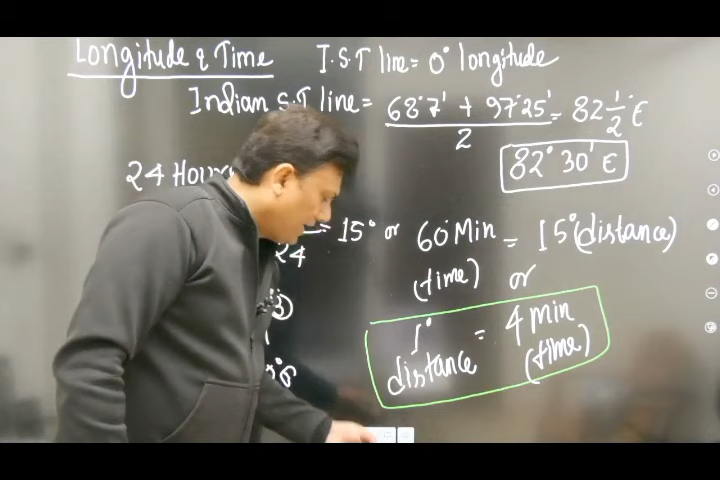 Longitude & Time
I.S.T line = 0° longitude
Indian S.T line = 68°7' + 97°25' / 2 = 82 1/2° E
82° 30' E
24 Hou
24 = 15° or 60 Min = 15° (distance)
(time) or
1° distance = 4 Min (time)